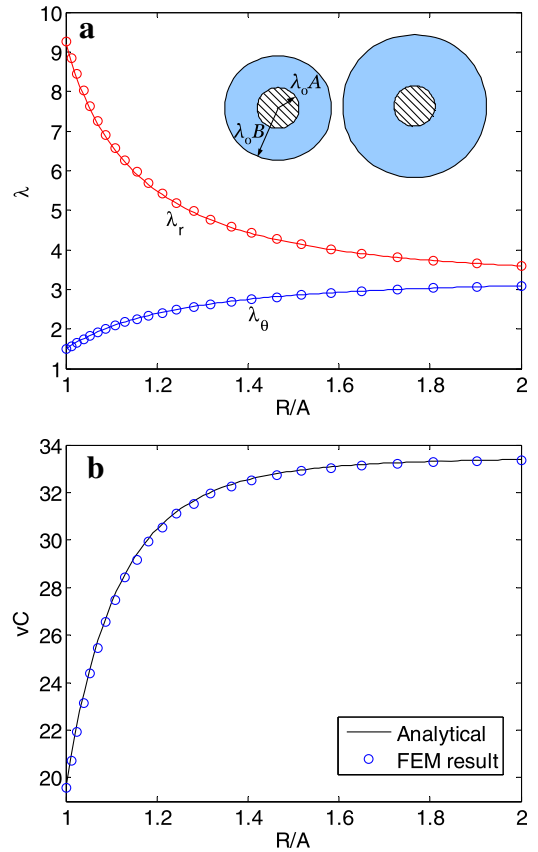 a
10
9
8
7
6
5
4
3
2
1
λ
λ₀A
λ₀B
λr
λθ
1 1.2 1.4 1.6 1.8 2
R/A
b
34
32
30
28
26
24
22
20
vC
Analytical
FEM result
1 1.2 1.4 1.6 1.8 2
R/A